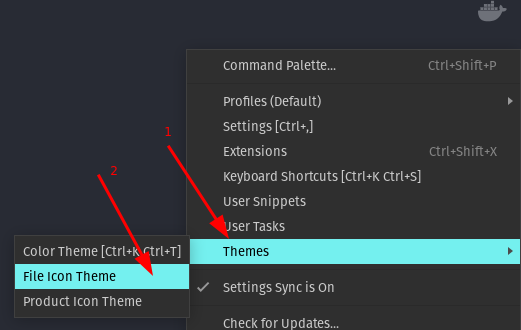 Command Palette... Ctrl+Shift+P
Profiles (Default)
Settings [Ctrl+,]
1
Extensions Ctrl+Shift+X
2
Keyboard Shortcuts [Ctrl+K Ctrl+S]
User Snippets
User Tasks
Themes
Color Theme [Ctrl+K Ctrl+T]
File Icon Theme
Product Icon Theme
Settings Sync is On
Check for Updates...